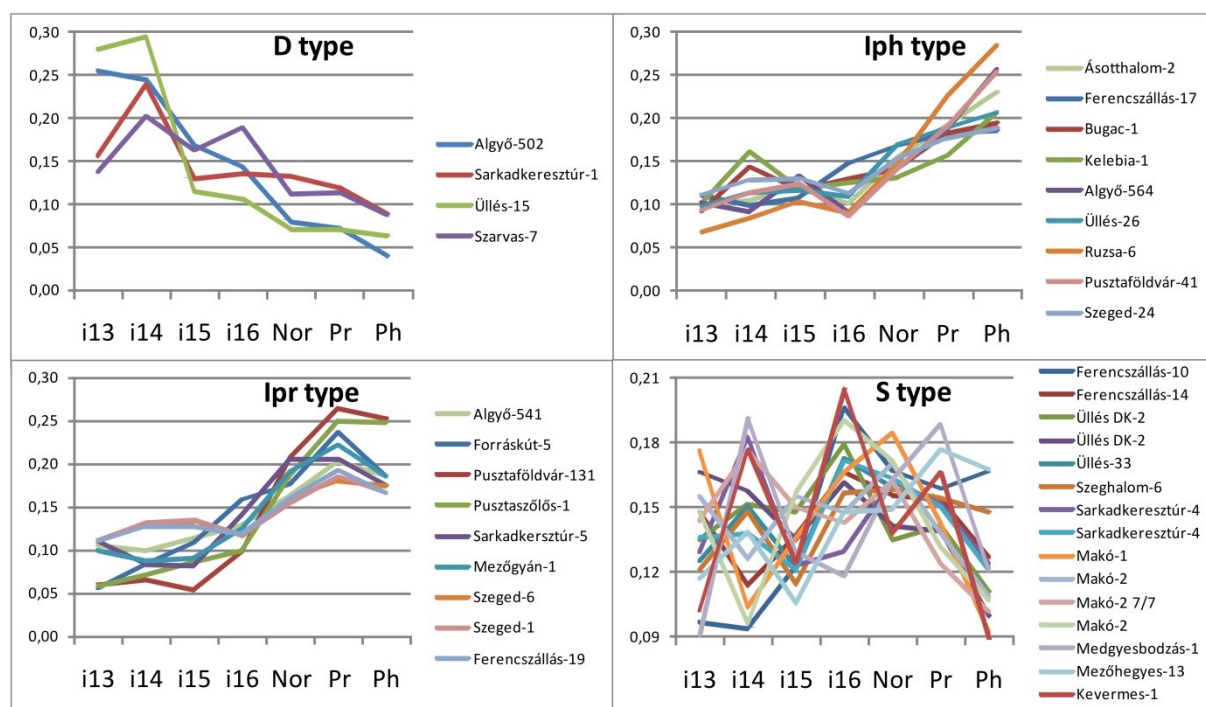 D type
0,30
0,25
0,20
0,15
0,10
0,05
0,00
i13 i14 i15 i16 Nor Pr Ph
Algyő-502
Sarkadkeresztúr-1
Üllés-15
Szarvas-7
Iph type
0,30
0,25
0,20
0,15
0,10
0,05
0,00
i13 i14 i15 i16 Nor Pr Ph
Ásotthalom-2
Ferencszállás-17
Bugac-1
Kelebia-1
Algyő-564
Üllés-26
Ruzsa-6
Pusztaföldvár-41
Szeged-24
Ipr type
0,30
0,25
0,20
0,15
0,10
0,05
0,00
i13 i14 i15 i16 Nor Pr Ph
Algyő-541
Forráskút-5
Pusztaföldvár-131
Pusztaszőlős-1
Sarkadkersztúr-5
Mezőgyán-1
Szeged-6
Szeged-1
Ferencszállás-19
S type
0,21
0,18
0,15
0,12
0,09
i13 i14 i15 i16 Nor Pr Ph
Ferencszállás-10
Ferencszállás-14
Üllés DK-2
Üllés DK-2
Üllés-33
Szeghalom-6
Sarkadkeresztúr-4
Sarkadkeresztúr-4
Makó-1
Makó-2
Makó-2 7/7
Makó-2
Medgyesbodzás-1
Mezőhegyes-13
Kevermes-1